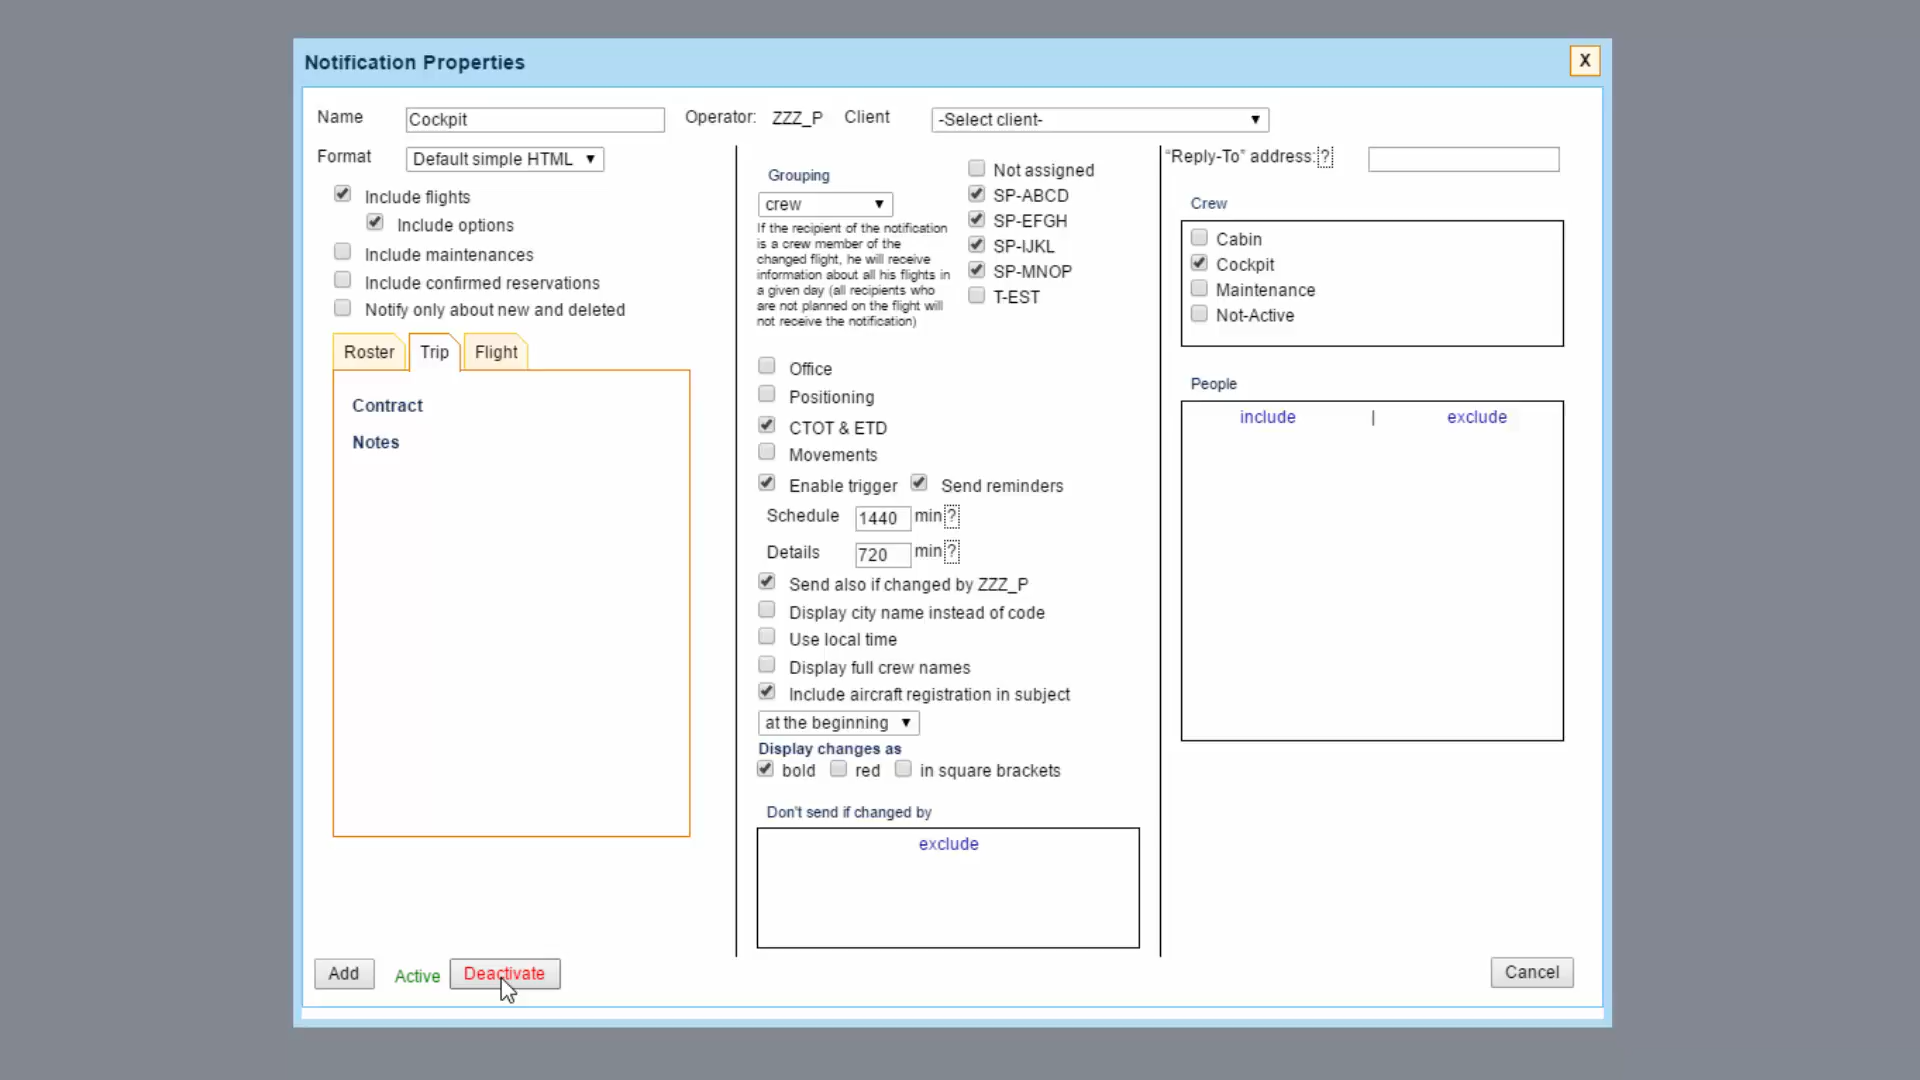 Notification Properties
X
Name
Cockpit
Operator: ZZZ_P
Client
-Select client-
Format
Default simple HTML
Include flights
Include options
Include maintenances
Include confirmed reservations
Notify only about new and deleted
Roster
Trip
Flight
Contract
Notes
Grouping
crew
If the recipient of the notification
is a crew member of the
changed flight, he will receive
information about all his flights in
a given day (all recipients who
are not planned on the flight will
not receive the notification)
Not assigned
SP-ABCD
SP-EFGH
SP-IJKL
SP-MNOP
T-EST
Office
Positioning
CTOT & ETD
Movements
Enable trigger
Send reminders
Schedule 1440 min?
Details 720 min?
Send also if changed by ZZZ_P
Display city name instead of code
Use local time
Display full crew names
Include aircraft registration in subject
at the beginning
Display changes as
bold red in square brackets
Don't send if changed by
exclude
“Reply-To” address:?
Crew
Cabin
Cockpit
Maintenance
Not-Active
People
include | exclude
Add
Active
Deactivate
Cancel